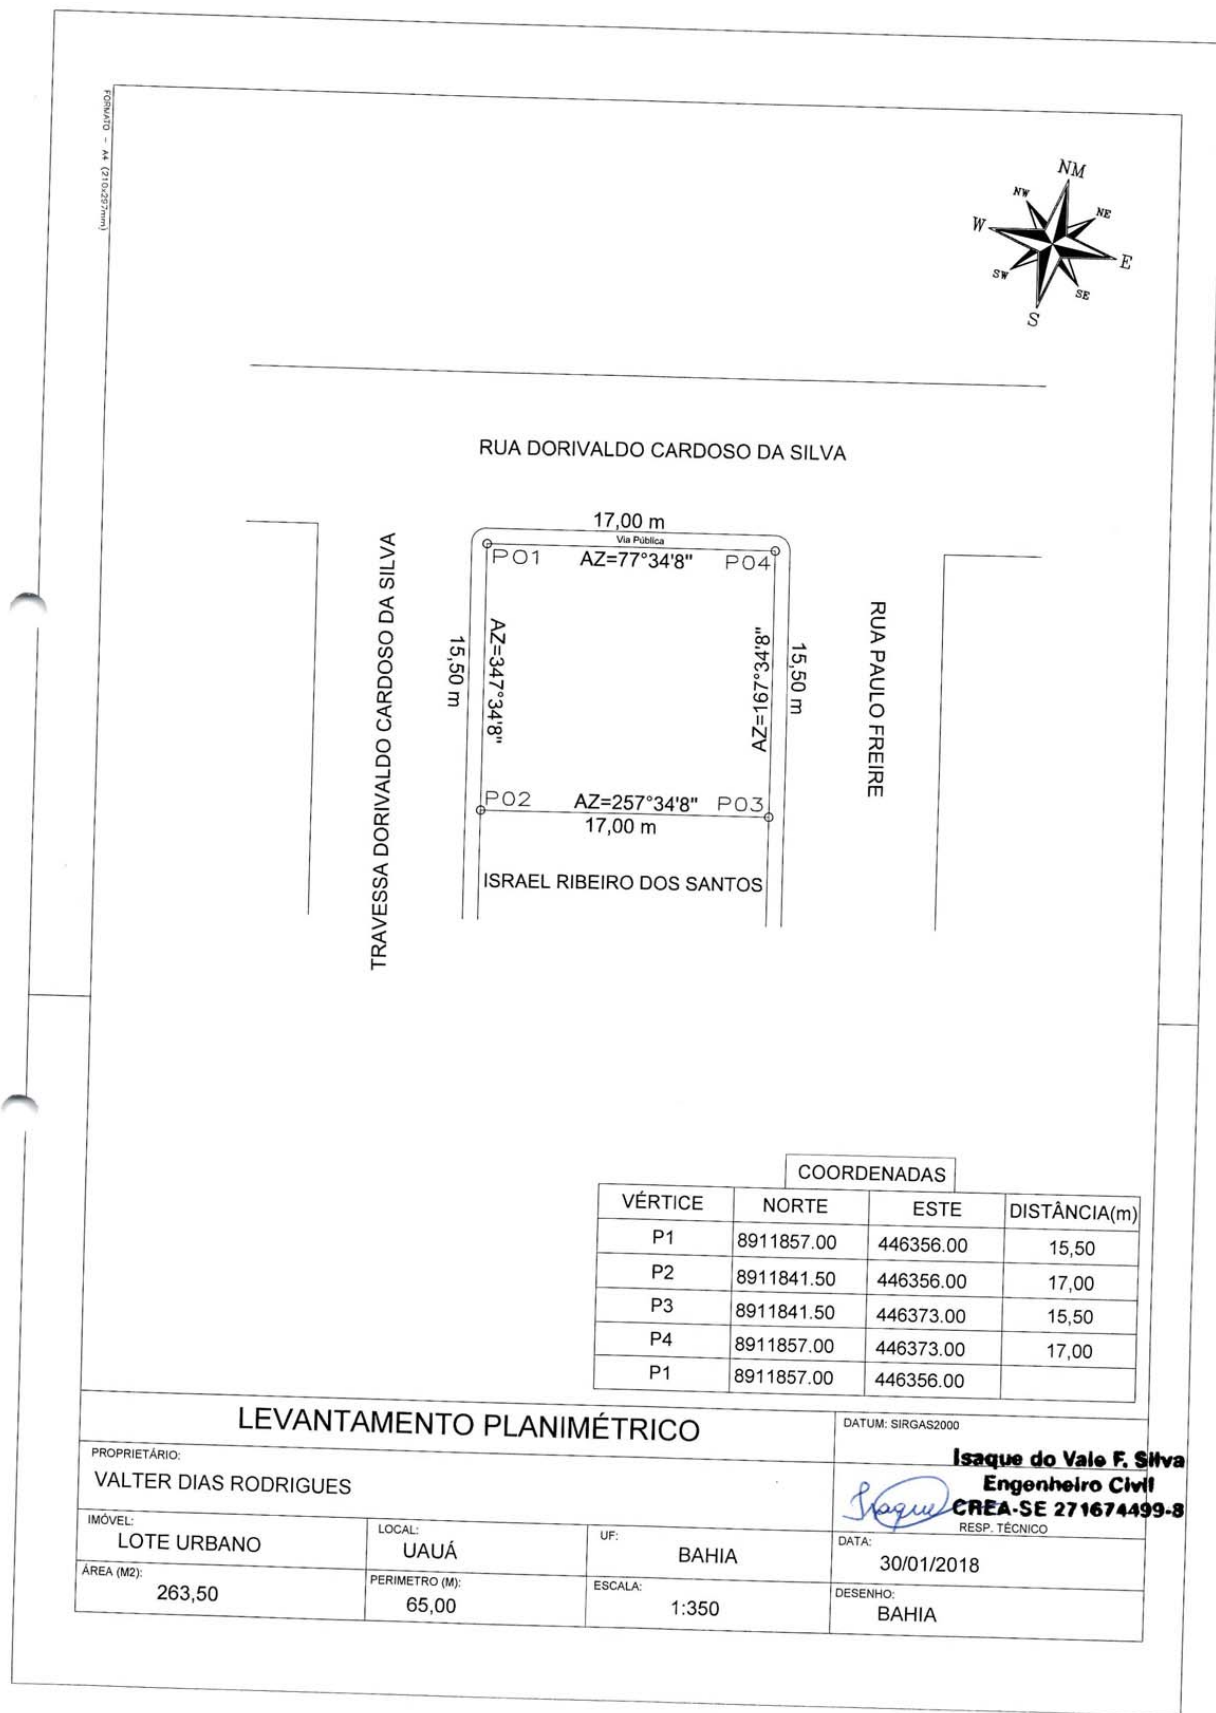 FORMATO - A4 (210x297mm)
NM
NW
NE
W
E
SW
SE
S
RUA DORIVALDO CARDOSO DA SILVA
17,00 m
Via Pública
P01
AZ=77°34'8"
P04
TRAVESSA DORIVALDO CARDOSO DA SILVA
15,50 m
AZ=347°34'8"
AZ=167°34'8"
15,50 m
RUA PAULO FREIRE
P02
AZ=257°34'8"
P03
17,00 m
ISRAEL RIBEIRO DOS SANTOS
COORDENADAS
VÉRTICE NORTE ESTE DISTÂNCIA(m)
P1 8911857.00 446356.00 15,50
P2 8911841.50 446356.00 17,00
P3 8911841.50 446373.00 15,50
P4 8911857.00 446373.00 17,00
P1 8911857.00 446356.00
LEVANTAMENTO PLANIMÉTRICO
DATUM: SIRGAS2000
PROPRIETÁRIO:
VALTER DIAS RODRIGUES
Isaque do Vale F. Silva
Engenheiro Civil
Isaque
CREA-SE 271674499-8
RESP. TÉCNICO
IMÓVEL:
LOTE URBANO
LOCAL:
UAUÁ
UF:
BAHIA
DATA:
30/01/2018
ÁREA (M2):
263,50
PERIMETRO (M):
65,00
ESCALA:
1:350
DESENHO:
BAHIA